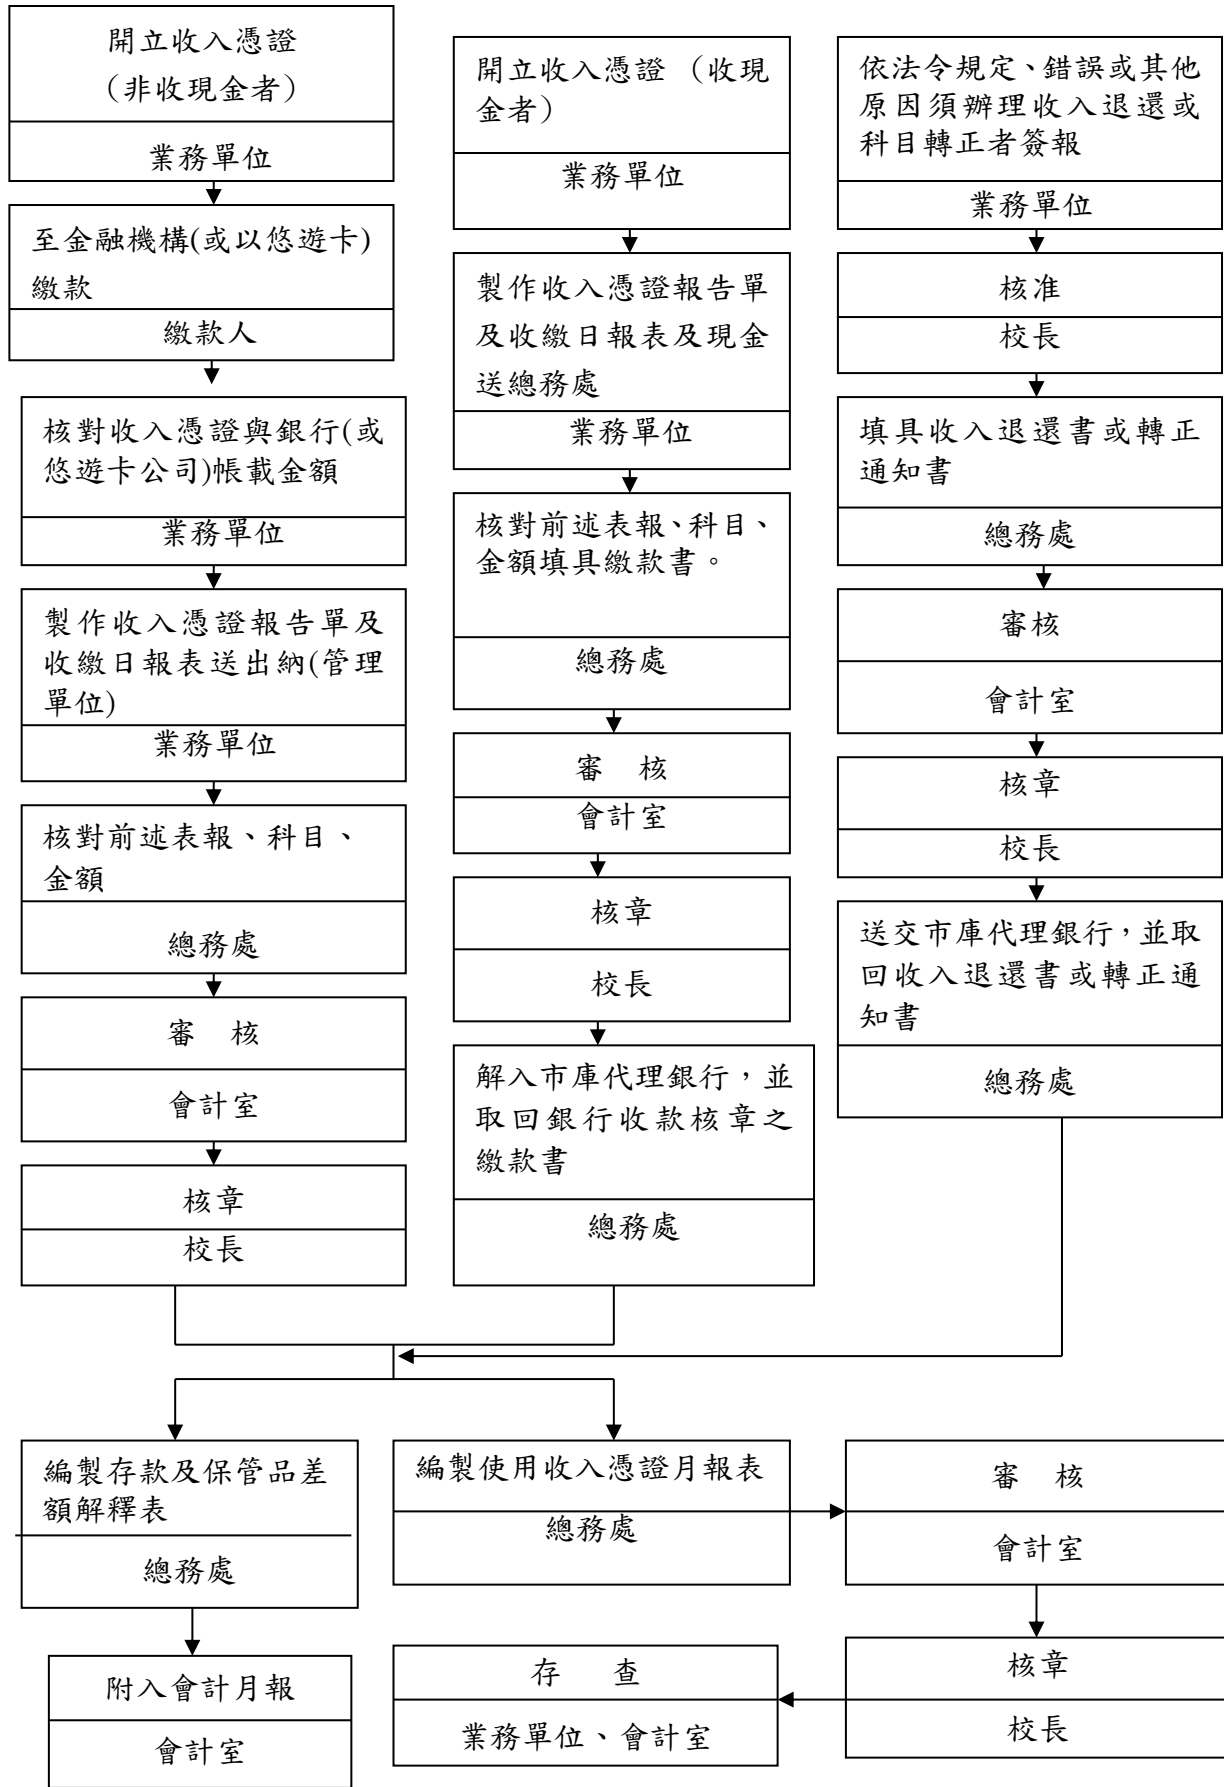 開立收入憑證
（非收現金者）
業務單位
至金融機構(或以悠遊卡)
繳款
繳款人
核對收入憑證與銀行(或
悠遊卡公司)帳載金額
業務單位
製作收入憑證報告單及
收繳日報表送出納(管理
單位)
業務單位
核對前述表報、科目、
金額
總務處
審　核
會計室
核章
校長
開立收入憑證 （收現
金者）
業務單位
製作收入憑證報告單
及收繳日報表及現金
送總務處
業務單位
核對前述表報、科目、
金額填具繳款書。
總務處
審　核
會計室
核章
校長
解入市庫代理銀行，並
取回銀行收款核章之
繳款書
總務處
依法令規定、錯誤或其他
原因須辦理收入退還或
科目轉正者簽報
業務單位
核准
校長
填具收入退還書或轉正
通知書
總務處
審核
會計室
核章
校長
送交市庫代理銀行，並取
回收入退還書或轉正通
知書
總務處
編製存款及保管品差
額解釋表
總務處
附入會計月報
會計室
編製使用收入憑證月報表
總務處
審　核
會計室
核章
校長
存　查
業務單位、會計室